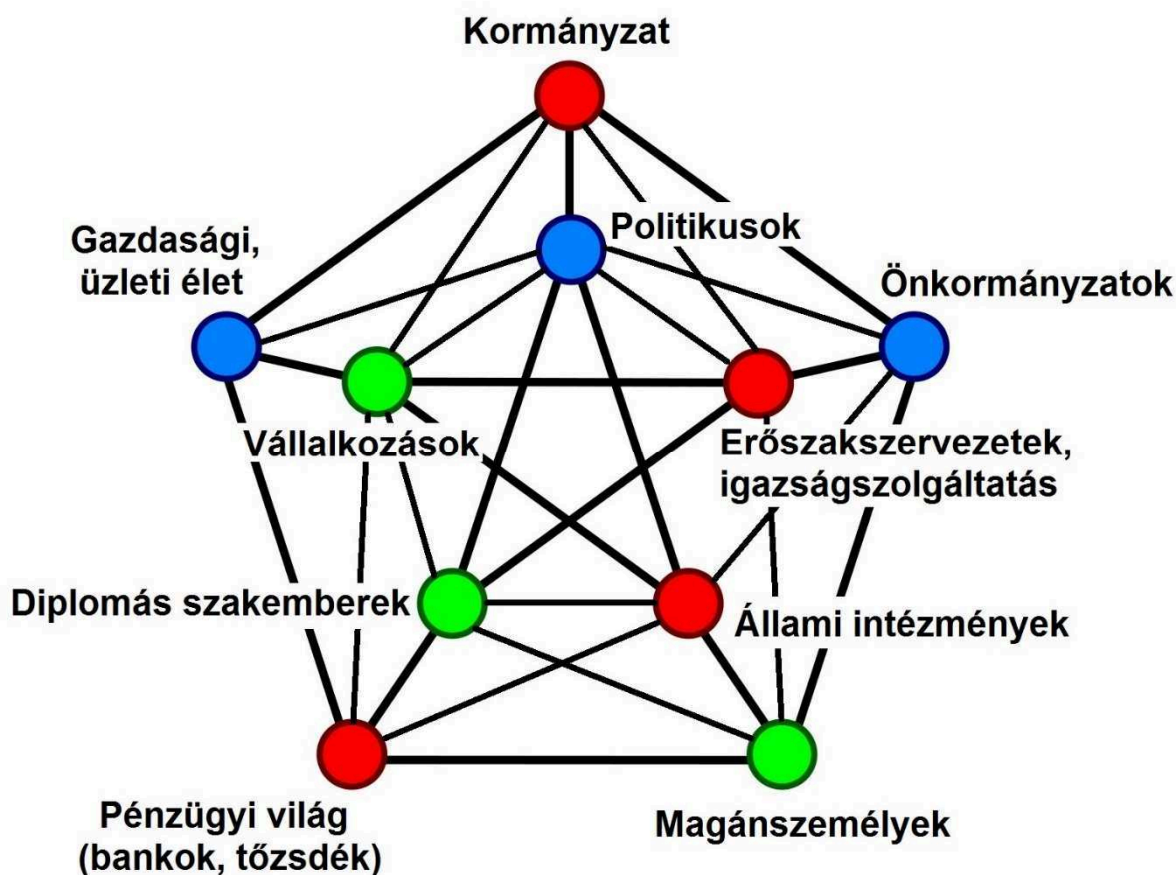 Kormányzat
Politikusok
Gazdasági,
üzleti élet
Önkormányzatok
Vállalkozások
Erőszakszervezetek,
igazságszolgáltatás
Diplomás szakemberek
Állami intézmények
Pénzügyi világ
(bankok, tőzsdék)
Magánszemélyek